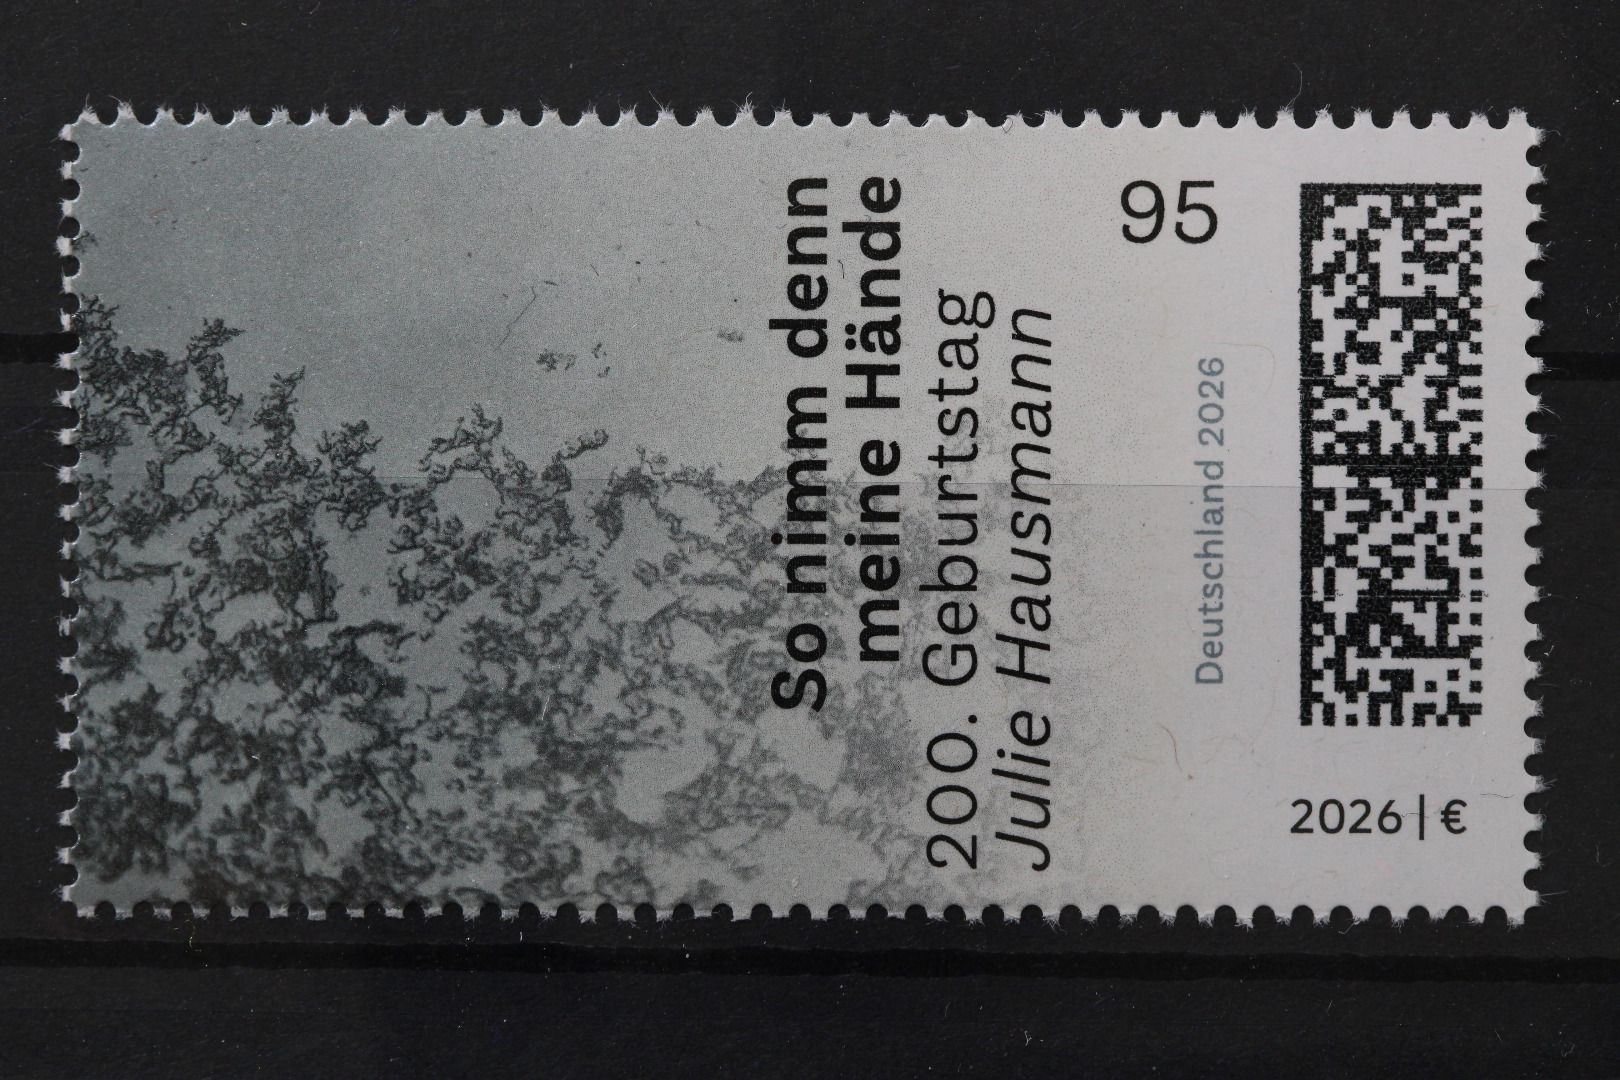 So nimm denn
meine Hände
200. Geburtstag
Julie Hausmann
95
Deutschland 2026
2026|€